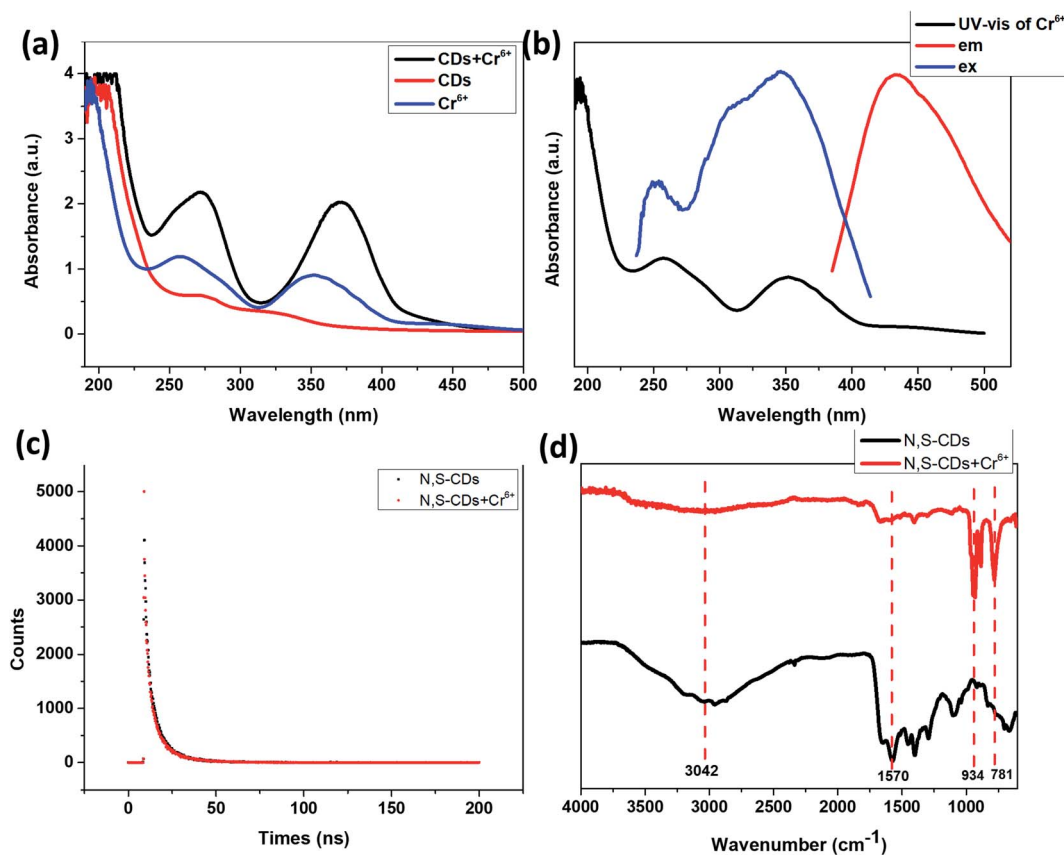 (a)
CDs+Cr⁶⁺
CDs
Cr⁶⁺
Absorbance (a.u.)
4
3
2
1
0
200 250 300 350 400 450 500
Wavelength (nm)
(b)
UV-vis of Cr⁶⁺
em
ex
Absorbance (a.u.)
200 250 300 350 400 450 500
Wavelength (nm)
(c)
N,S-CDs
N,S-CDs+Cr⁶⁺
Counts
5000
4000
3000
2000
1000
0
0 50 100 150 200
Times (ns)
(d)
N,S-CDs
N,S-CDs+Cr⁶⁺
3042
1570
934
781
4000 3500 3000 2500 2000 1500 1000
Wavenumber (cm⁻¹)